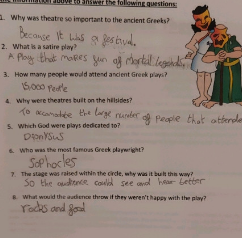 the information above to answer the following questions:
1. Why was theatre so important to the ancient Greeks?
Because it was a festival.
2. What is a satire play?
A Play that makes fun of Mortal Legends
3. How many people would attend ancient Greek plays?
15,000 People
4. Why were theatres built on the hillsides?
To acomadate the large number of people that attende
5. Which God were plays dedicated to?
Dionysus
6. Who was the most famous Greek playwright?
Sophocles
7. The stage was raised within the circle, why was it built this way?
So the audience could see and hear better
8. What would the audience throw if they weren't happy with the play?
rocks and food